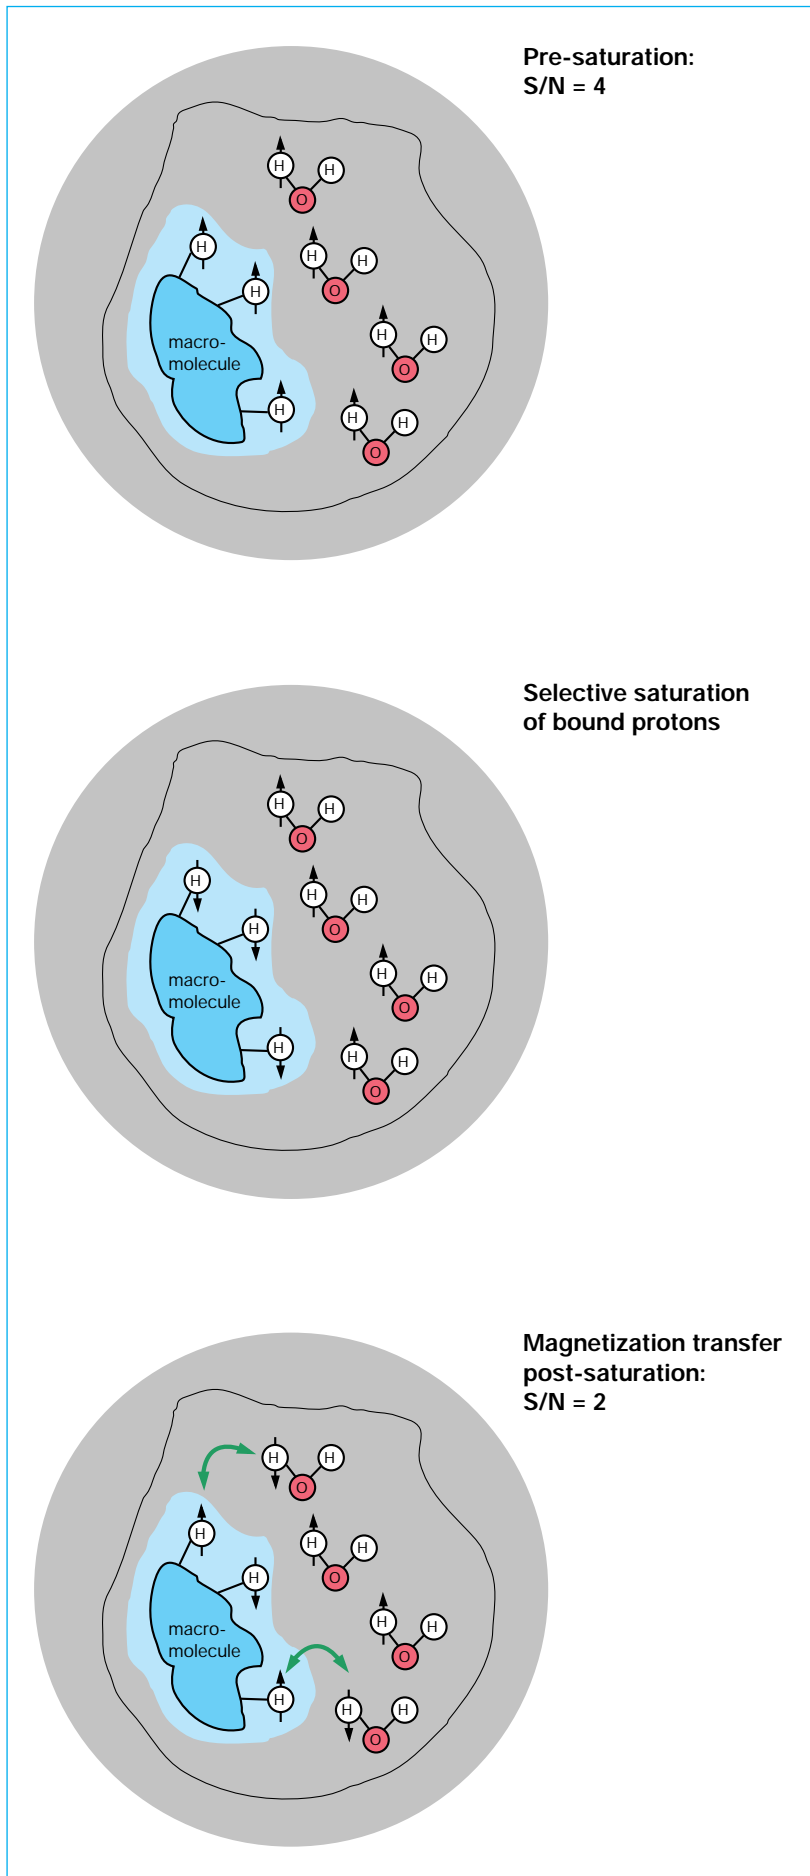 Pre-saturation:
S/N = 4
H
H
O
H
H
H
O
H
H
H
O
macro-
molecule
H
H
H
O
Selective saturation
of bound protons
H
H
O
H
H
H
O
H
H
H
O
macro-
molecule
H
H
H
O
Magnetization transfer
post-saturation:
S/N = 2
H
H
O
H
H
H
O
H
H
H
O
macro-
molecule
H
H
H
O